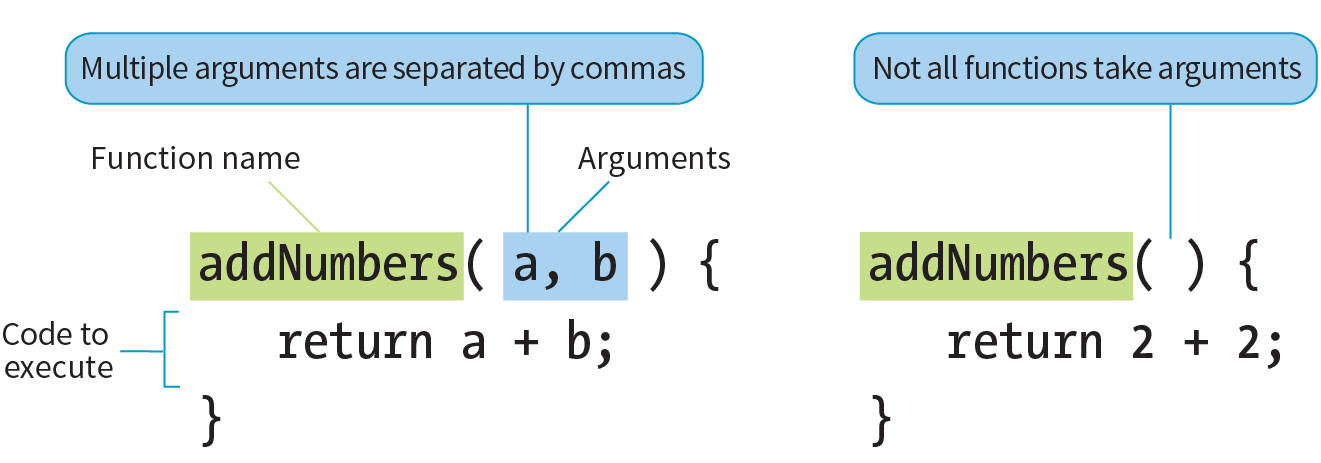 Multiple arguments are separated by commas
Not all functions take arguments
Function name
Arguments
addNumbers( a, b ) {
return a + b;
}
Code to
execute
addNumbers( ) {
return 2 + 2;
}